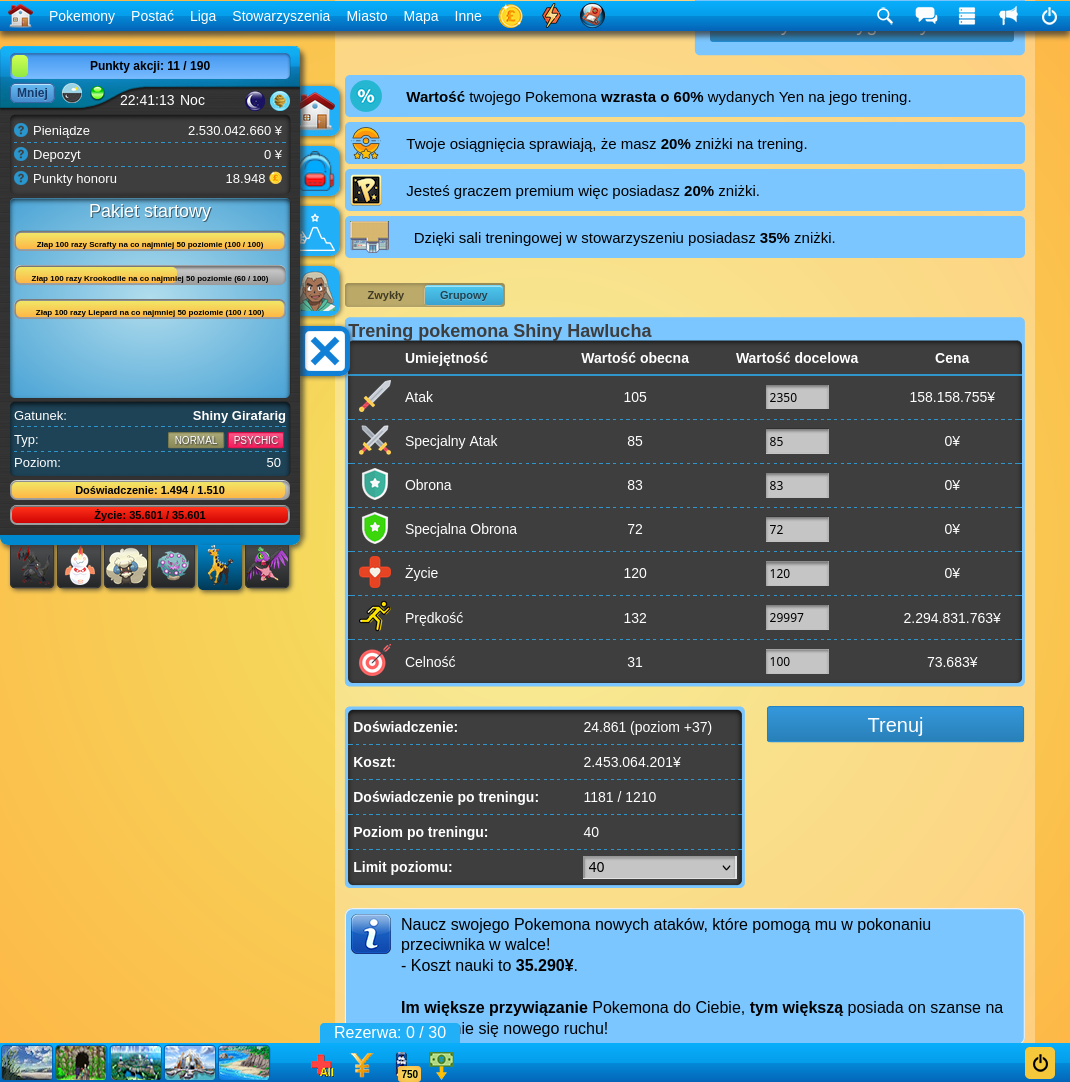 Pokemony Postać Liga Stowarzyszenia Miasto Mapa Inne
Punkty akcji: 11 / 190
Mniej 22:41:13 Noc
Pieniądze 2.530.042.660 ¥
Depozyt 0 ¥
Punkty honoru 18.948
Pakiet startowy
Złap 100 razy Scrafty na co najmniej 50 poziomie (100 / 100)
Złap 100 razy Krookodile na co najmniej 50 poziomie (60 / 100)
Złap 100 razy Liepard na co najmniej 50 poziomie (100 / 100)
Gatunek: Shiny Girafarig
Typ: NORMAL PSYCHIC
Poziom: 50
Doświadczenie: 1.494 / 1.510
Życie: 35.601 / 35.601
Wartość twojego Pokemona wzrasta o 60% wydanych Yen na jego trening.
Twoje osiągnięcia sprawiają, że masz 20% zniżki na trening.
Jesteś graczem premium więc posiadasz 20% zniżki.
Dzięki sali treningowej w stowarzyszeniu posiadasz 35% zniżki.
Zwykły Grupowy
Trening pokemona Shiny Hawlucha
Umiejętność Wartość obecna Wartość docelowa Cena
Atak 105 2350 158.158.755¥
Specjalny Atak 85 85 0¥
Obrona 83 83 0¥
Specjalna Obrona 72 72 0¥
Życie 120 120 0¥
Prędkość 132 29997 2.294.831.763¥
Celność 31 100 73.683¥
Doświadczenie: 24.861 (poziom +37)
Koszt: 2.453.064.201¥
Doświadczenie po treningu: 1181 / 1210
Poziom po treningu: 40
Limit poziomu: 40
Trenuj
Naucz swojego Pokemona nowych ataków, które pomogą mu w pokonaniu
przeciwnika w walce!
- Koszt nauki to 35.290¥.
Im większe przywiązanie Pokemona do Ciebie, tym większą posiada on szanse na
nie się nowego ruchu!
Rezerwa: 0 / 30
All
750